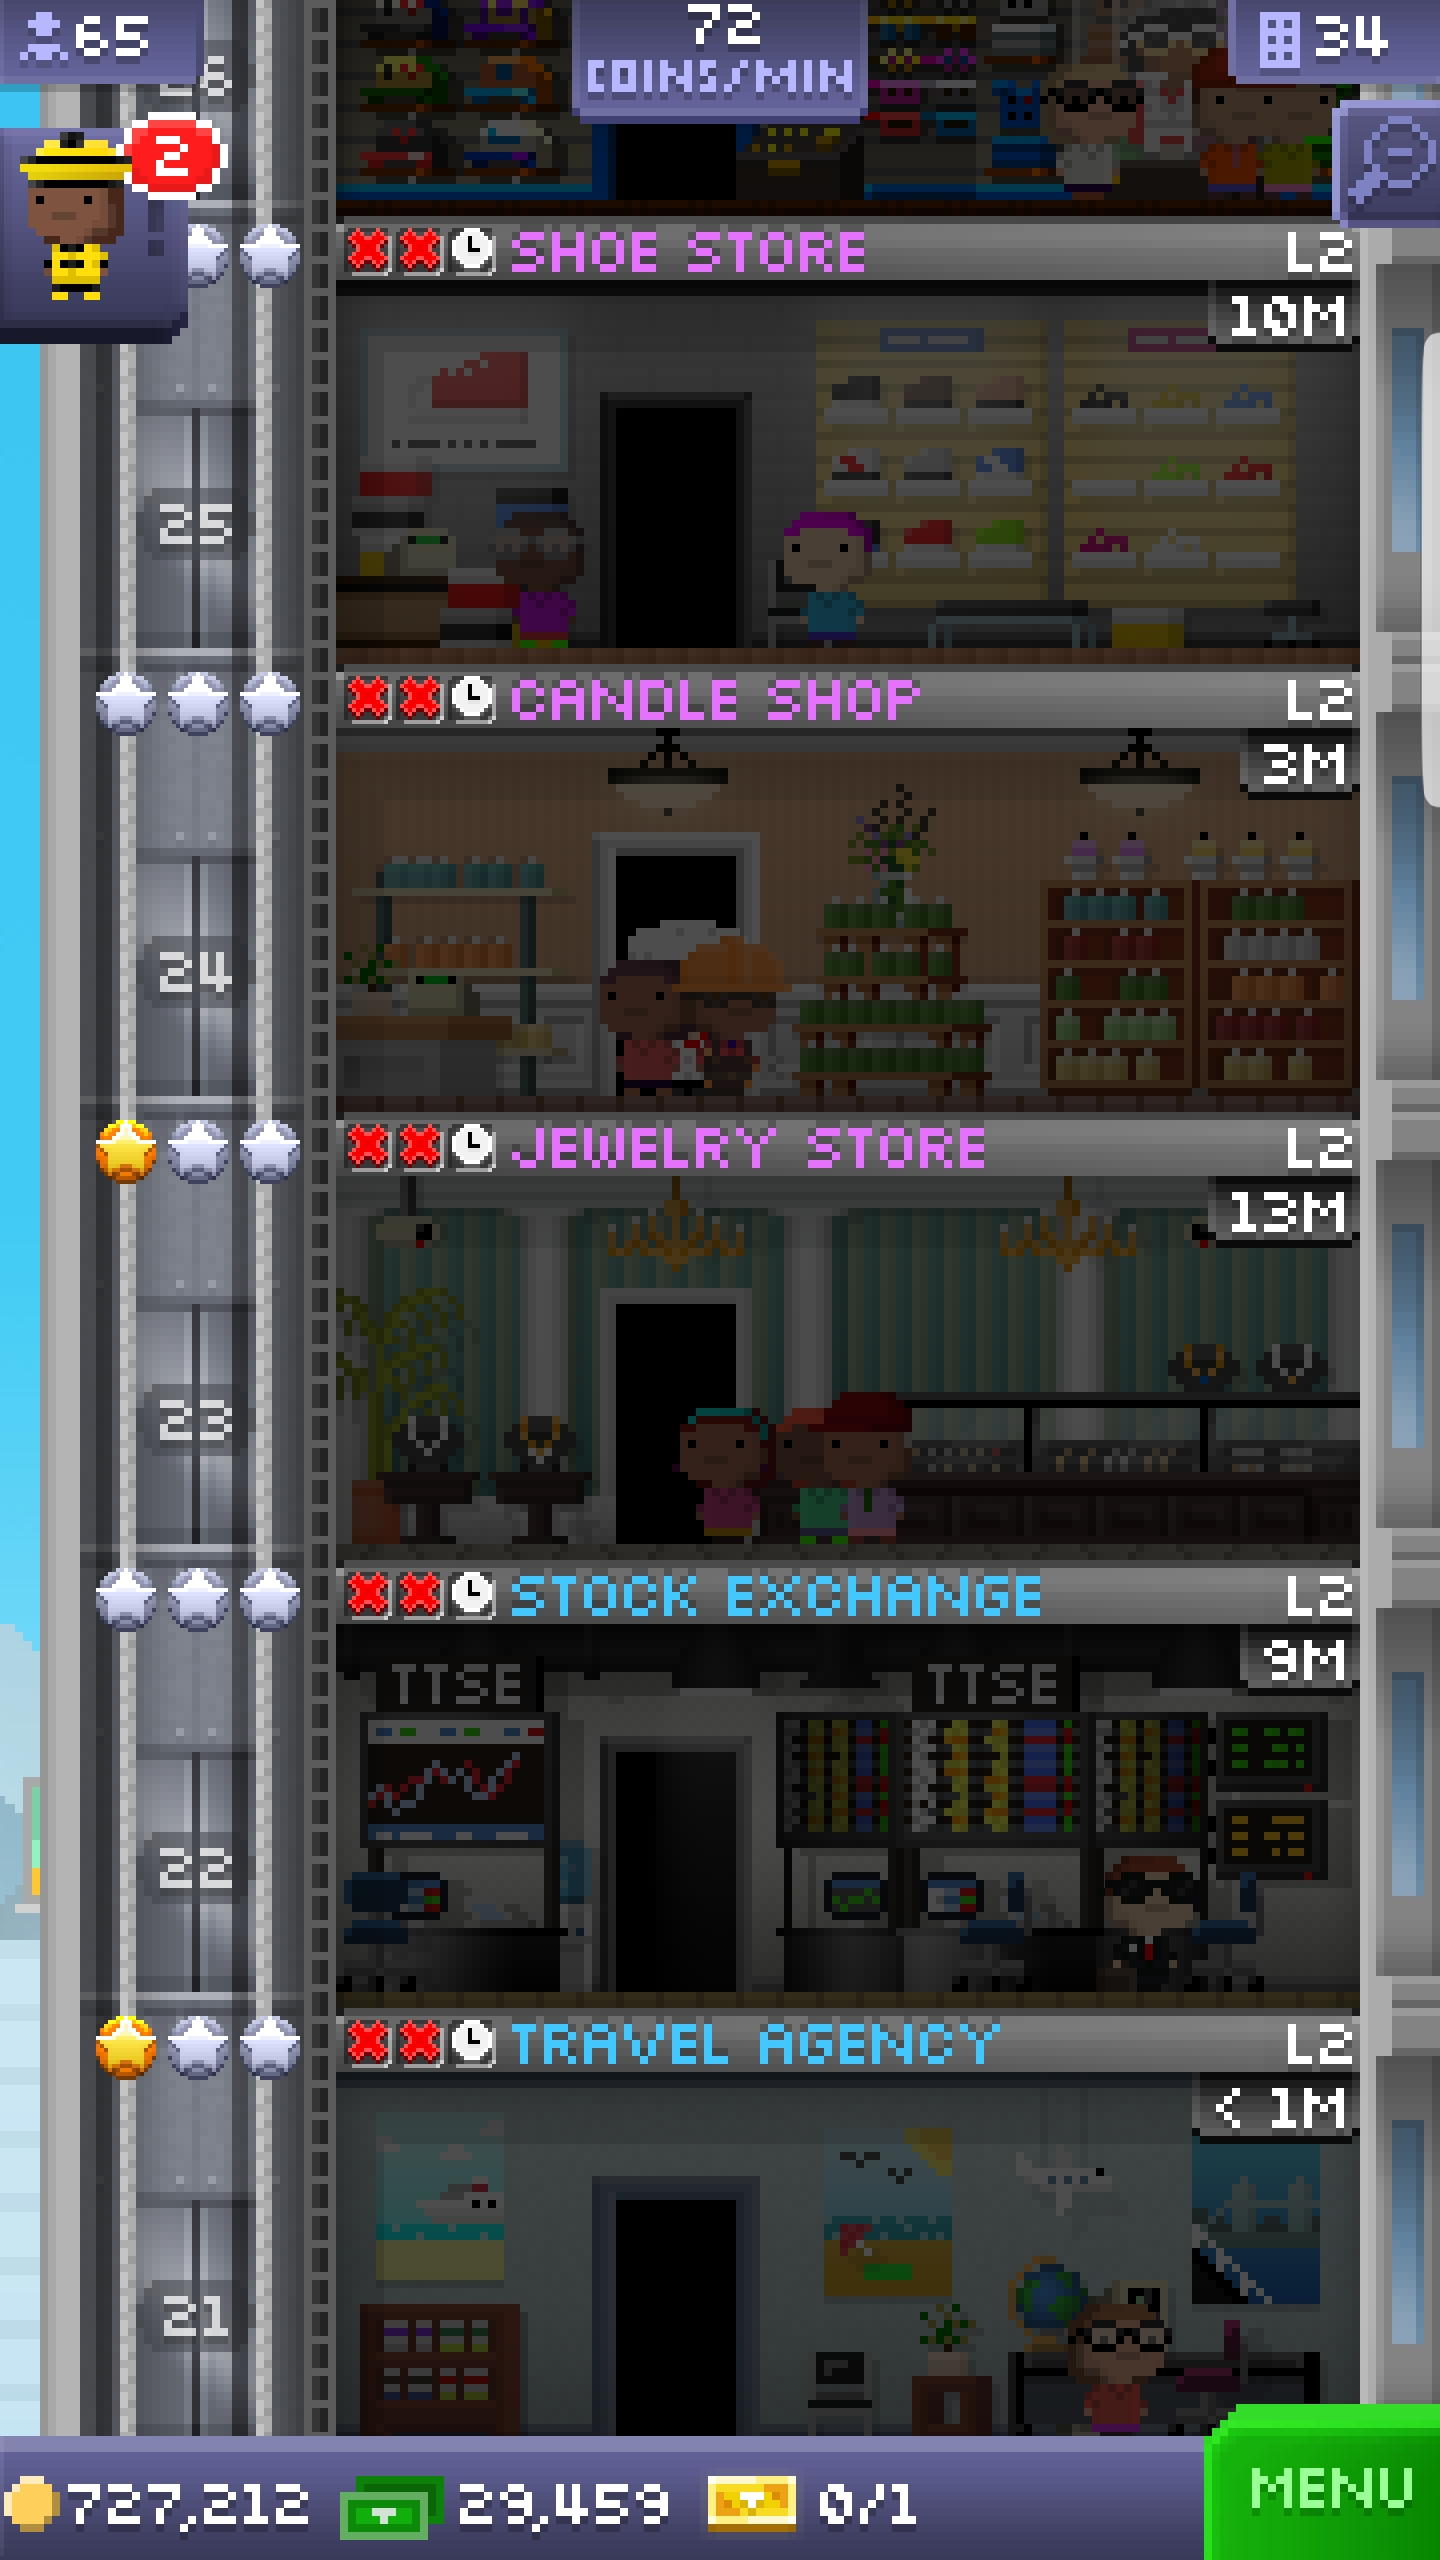 65
72
COINS/MIN
34
2
SHOE STORE L2
10M
25
CANDLE SHOP L2
3M
24
JEWELRY STORE L2
13M
23
STOCK EXCHANGE L2
9M
TTSE TTSE
22
TRAVEL AGENCY L2
< 1M
21
727,212 29,459 0/1 MENU